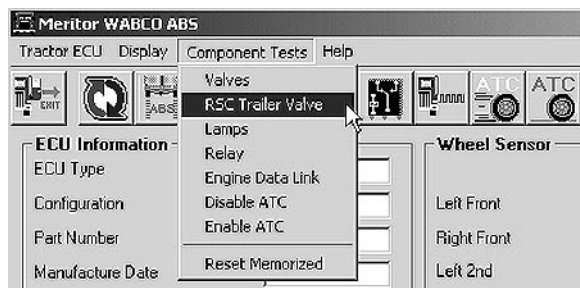 Meritor WABCO ABS
Tractor ECU Display Component Tests Help
EXIT ABS ATC ATC
Valves
RSC Trailer Valve
Lamps
Relay
Engine Data Link
Disable ATC
Enable ATC
Reset Memorized
ECU Information
ECU Type
Configuration
Part Number
Manufacture Date
Wheel Sensor
Left Front
Right Front
Left 2nd